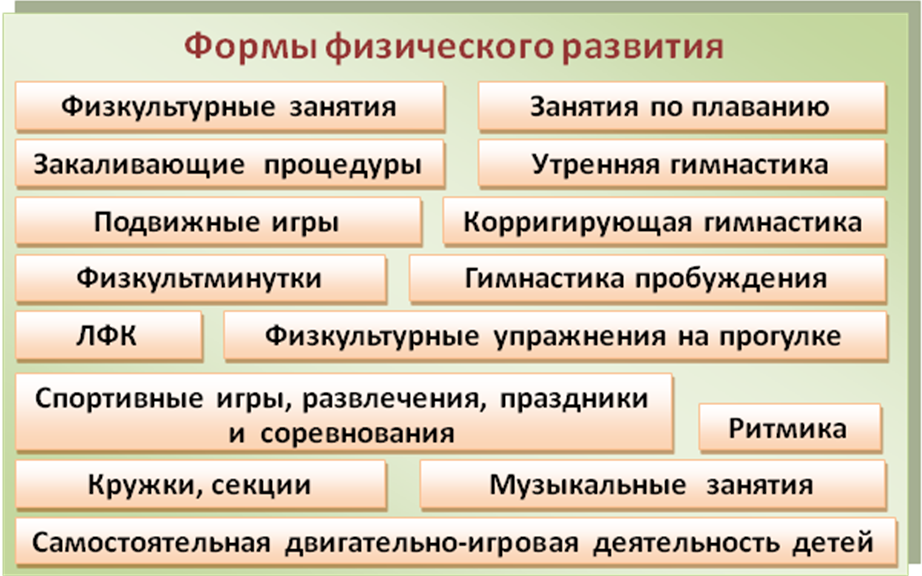 Формы физического развития
Физкультурные занятия
Занятия по плаванию
Закаливающие процедуры
Утренняя гимнастика
Подвижные игры
Корригирующая гимнастика
Физкультминутки
Гимнастика пробуждения
ЛФК
Физкультурные упражнения на прогулке
Спортивные игры, развлечения, праздники
и соревнования
Ритмика
Кружки, секции
Музыкальные занятия
Самостоятельная двигательно-игровая деятельность детей